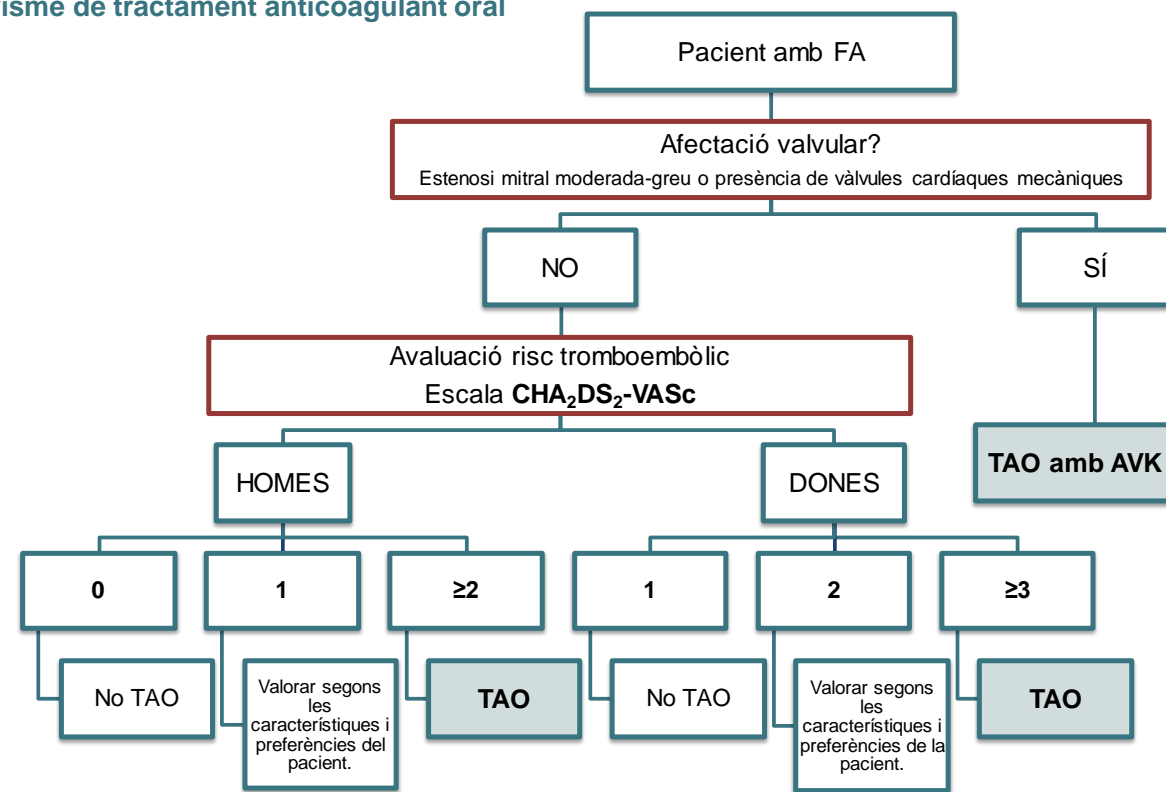 de tractament anticoagulant oral
Pacient amb FA
Afectació valvular?
Estenosi mitral moderada-greu o presència de vàlvules cardíaques mecàniques
NO
SÍ
Avaluació risc tromboembòlic
Escala CHA₂DS₂-VASc
TAO amb AVK
HOMES
DONES
0
1
≥2
1
2
≥3
No TAO
Valorar segons
les
característiques i
preferències del
pacient.
TAO
No TAO
Valorar segons
les
característiques i
preferències de la
pacient.
TAO